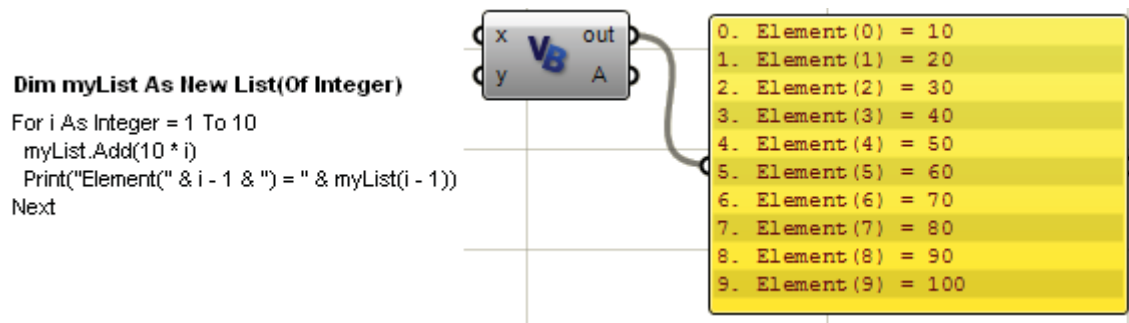 Dim myList As New List(Of Integer)
For i As Integer = 1 To 10
myList.Add(10 * i)
Print("Element(" & i - 1 & ") = " & myList(i - 1))
Next
x
y
VB
out
A
0. Element(0) = 10
1. Element(1) = 20
2. Element(2) = 30
3. Element(3) = 40
4. Element(4) = 50
5. Element(5) = 60
6. Element(6) = 70
7. Element(7) = 80
8. Element(8) = 90
9. Element(9) = 100